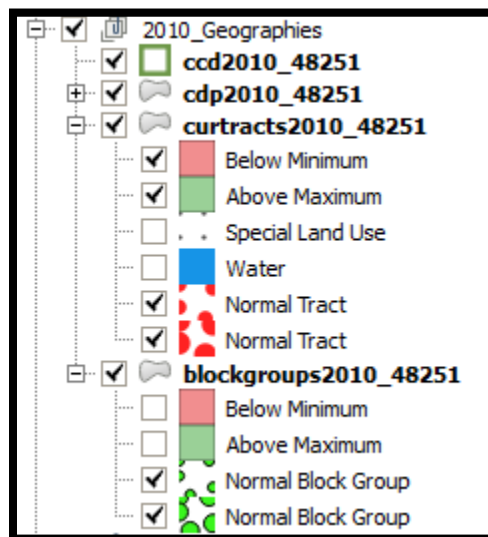 2010_Geographies
ccd2010_48251
cdp2010_48251
curtracts2010_48251
Below Minimum
Above Maximum
Special Land Use
Water
Normal Tract
Normal Tract
blockgroups2010_48251
Below Minimum
Above Maximum
Normal Block Group
Normal Block Group